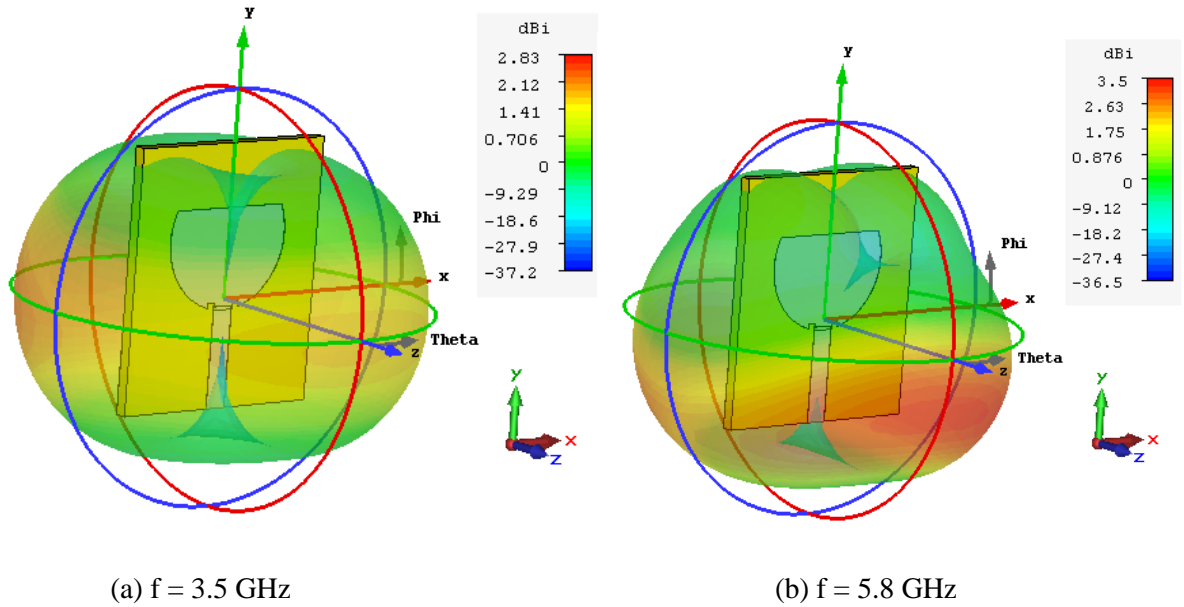 y
dBi
2.83
2.12
1.41
0.706
0
-9.29
-18.6
-27.9
-37.2
Phi
x
Theta
z
y
x
z
dBi
3.5
2.63
1.75
0.876
0
-9.12
-18.2
-27.4
-36.5
y
Phi
x
Theta
z
y
x
z
(a) f = 3.5 GHz
(b) f = 5.8 GHz